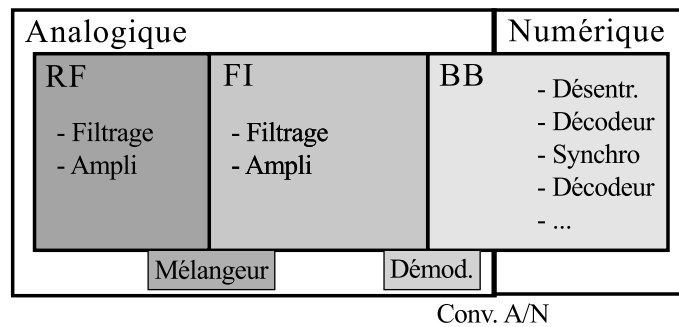 Analogique
Numérique
RF
- Filtrage
- Ampli
FI
- Filtrage
- Ampli
BB
- Désentr.
- Décodeur
- Synchro
- Décodeur
- ...
Mélangeur
Démod.
Conv. A/N